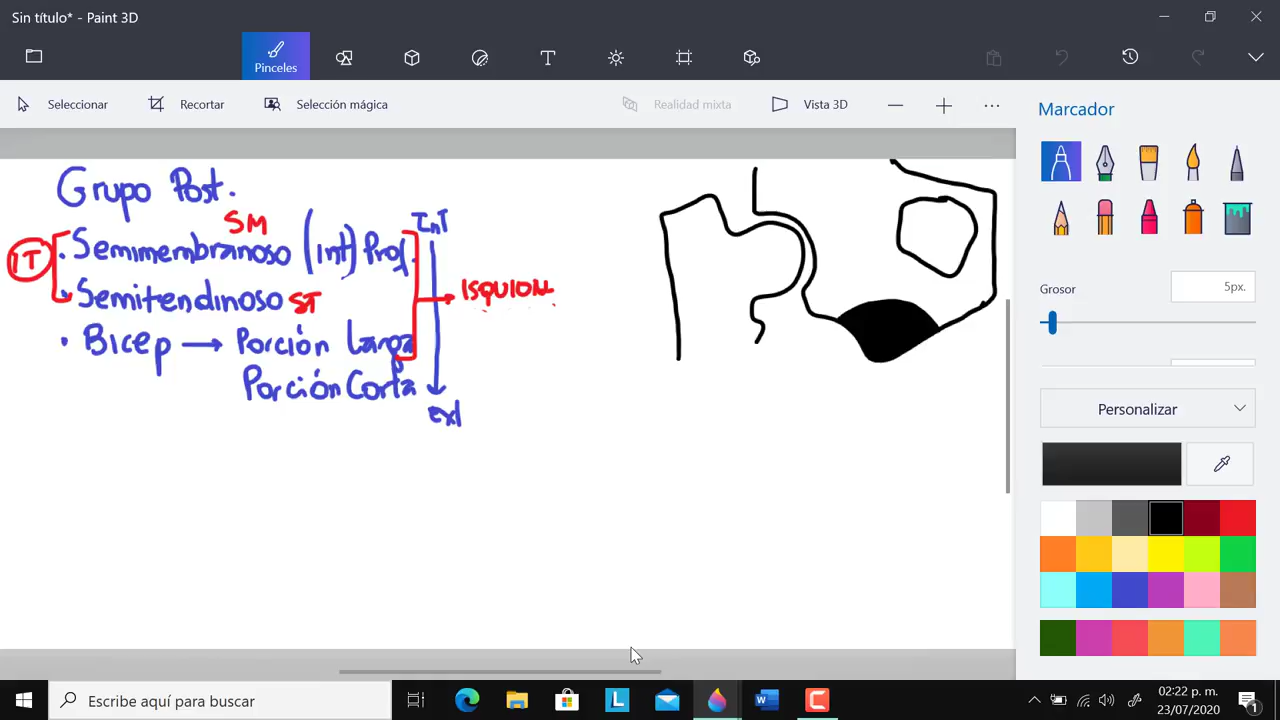 Sin título* - Paint 3D
Pinceles
Seleccionar
Recortar
Selección mágica
Realidad mixta
Vista 3D
Marcador
Grosor
5px.
Personalizar
Grupo Post.
SM
InT
IT
. Semimembranoso (Int) Prof.
. Semitendinoso ST
ISQUION
• Bicep → Porción Larga
Porción Corta
ext
Escribe aquí para buscar
L
02:22 p. m.
23/07/2020
1